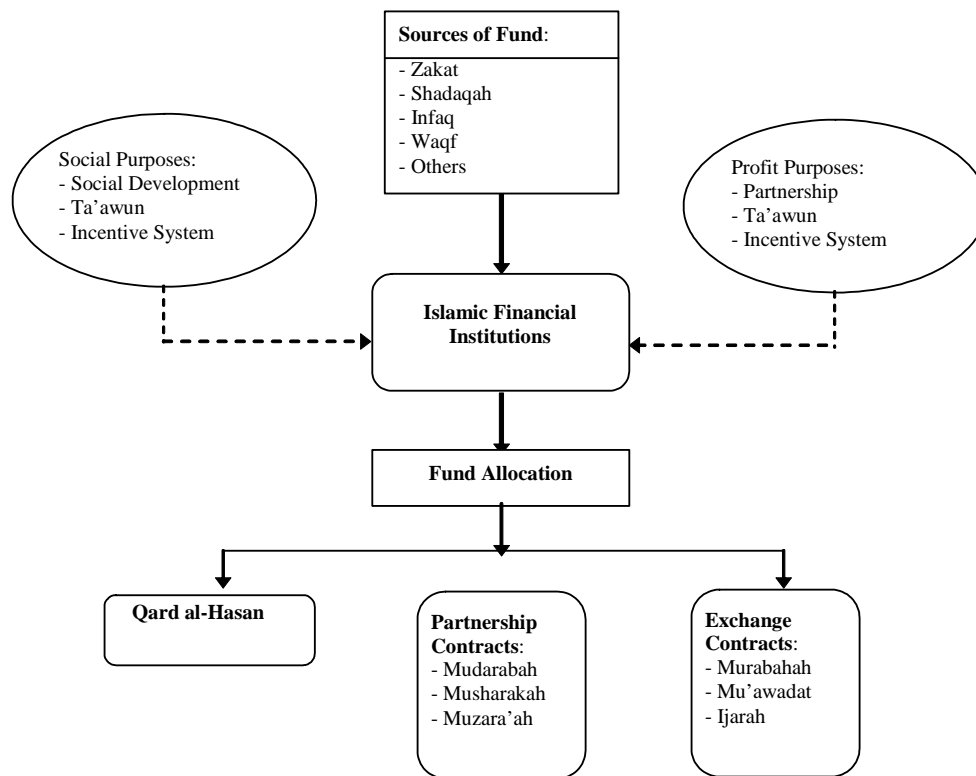 Sources of Fund:
- Zakat
- Shadaqah
- Infaq
- Waqf
- Others
Social Purposes:
- Social Development
- Ta’awun
- Incentive System
Profit Purposes:
- Partnership
- Ta’awun
- Incentive System
Islamic Financial
Institutions
Fund Allocation
Qard al-Hasan
Partnership
Contracts:
- Mudarabah
- Musharakah
- Muzara’ah
Exchange
Contracts:
- Murabahah
- Mu’awadat
- Ijarah